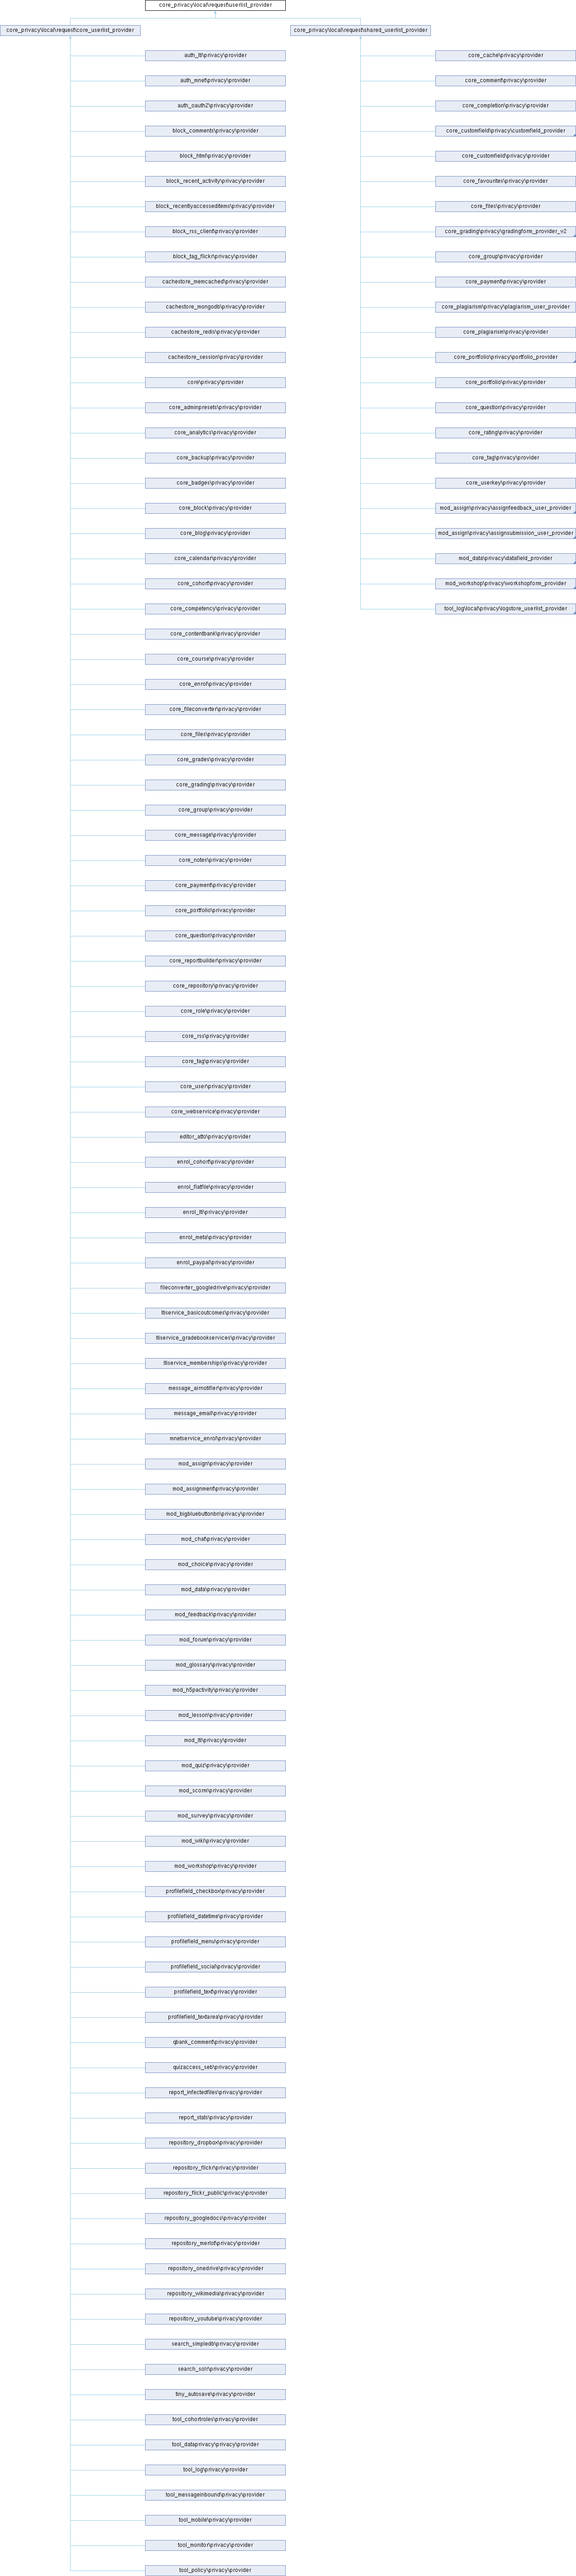 core_privacy\local\request\userlist_provider
core_privacy\local\request\core_userlist_provider
core_privacy\local\request\shared_userlist_provider
auth_lti\privacy\provider
auth_mnet\privacy\provider
auth_oauth2\privacy\provider
block_comments\privacy\provider
block_html\privacy\provider
block_recent_activity\privacy\provider
block_recentlyaccesseditems\privacy\provider
block_rss_client\privacy\provider
block_tag_flickr\privacy\provider
cachestore_memcached\privacy\provider
cachestore_mongodb\privacy\provider
cachestore_redis\privacy\provider
cachestore_session\privacy\provider
core\privacy\provider
core_adminpresets\privacy\provider
core_analytics\privacy\provider
core_backup\privacy\provider
core_badges\privacy\provider
core_block\privacy\provider
core_blog\privacy\provider
core_calendar\privacy\provider
core_cohort\privacy\provider
core_competency\privacy\provider
core_contentbank\privacy\provider
core_course\privacy\provider
core_enrol\privacy\provider
core_fileconverter\privacy\provider
core_files\privacy\provider
core_grades\privacy\provider
core_grading\privacy\provider
core_group\privacy\provider
core_message\privacy\provider
core_notes\privacy\provider
core_payment\privacy\provider
core_portfolio\privacy\provider
core_question\privacy\provider
core_reportbuilder\privacy\provider
core_repository\privacy\provider
core_role\privacy\provider
core_rss\privacy\provider
core_tag\privacy\provider
core_user\privacy\provider
core_webservice\privacy\provider
editor_atto\privacy\provider
enrol_cohort\privacy\provider
enrol_flatfile\privacy\provider
enrol_lti\privacy\provider
enrol_meta\privacy\provider
enrol_paypal\privacy\provider
fileconverter_googledrive\privacy\provider
ltiservice_basicoutcomes\privacy\provider
ltiservice_gradebookservices\privacy\provider
ltiservice_memberships\privacy\provider
message_airnotifier\privacy\provider
message_email\privacy\provider
mnetservice_enrol\privacy\provider
mod_assign\privacy\provider
mod_assignment\privacy\provider
mod_bigbluebuttonbn\privacy\provider
mod_chat\privacy\provider
mod_choice\privacy\provider
mod_data\privacy\provider
mod_feedback\privacy\provider
mod_forum\privacy\provider
mod_glossary\privacy\provider
mod_h5pactivity\privacy\provider
mod_lesson\privacy\provider
mod_lti\privacy\provider
mod_quiz\privacy\provider
mod_scorm\privacy\provider
mod_survey\privacy\provider
mod_wiki\privacy\provider
mod_workshop\privacy\provider
profilefield_checkbox\privacy\provider
profilefield_datetime\privacy\provider
profilefield_menu\privacy\provider
profilefield_social\privacy\provider
profilefield_text\privacy\provider
profilefield_textarea\privacy\provider
qbank_comment\privacy\provider
quizaccess_seb\privacy\provider
report_infectedfiles\privacy\provider
report_stats\privacy\provider
repository_dropbox\privacy\provider
repository_flickr\privacy\provider
repository_flickr_public\privacy\provider
repository_googledocs\privacy\provider
repository_merlot\privacy\provider
repository_onedrive\privacy\provider
repository_wikimedia\privacy\provider
repository_youtube\privacy\provider
search_simpledb\privacy\provider
search_solr\privacy\provider
tiny_autosave\privacy\provider
tool_cohortroles\privacy\provider
tool_dataprivacy\privacy\provider
tool_log\privacy\provider
tool_messageinbound\privacy\provider
tool_mobile\privacy\provider
tool_monitor\privacy\provider
tool_policy\privacy\provider
core_cache\privacy\provider
core_comment\privacy\provider
core_completion\privacy\provider
core_customfield\privacy\customfield_provider
core_customfield\privacy\provider
core_favourites\privacy\provider
core_files\privacy\provider
core_grading\privacy\gradingform_provider_v2
core_group\privacy\provider
core_payment\privacy\provider
core_plagiarism\privacy\plagiarism_user_provider
core_plagiarism\privacy\provider
core_portfolio\privacy\portfolio_provider
core_portfolio\privacy\provider
core_question\privacy\provider
core_rating\privacy\provider
core_tag\privacy\provider
core_userkey\privacy\provider
mod_assign\privacy\assignfeedback_user_provider
mod_assign\privacy\assignsubmission_user_provider
mod_data\privacy\datafield_provider
mod_workshop\privacy\workshopform_provider
tool_log\local\privacy\logstore_userlist_provider